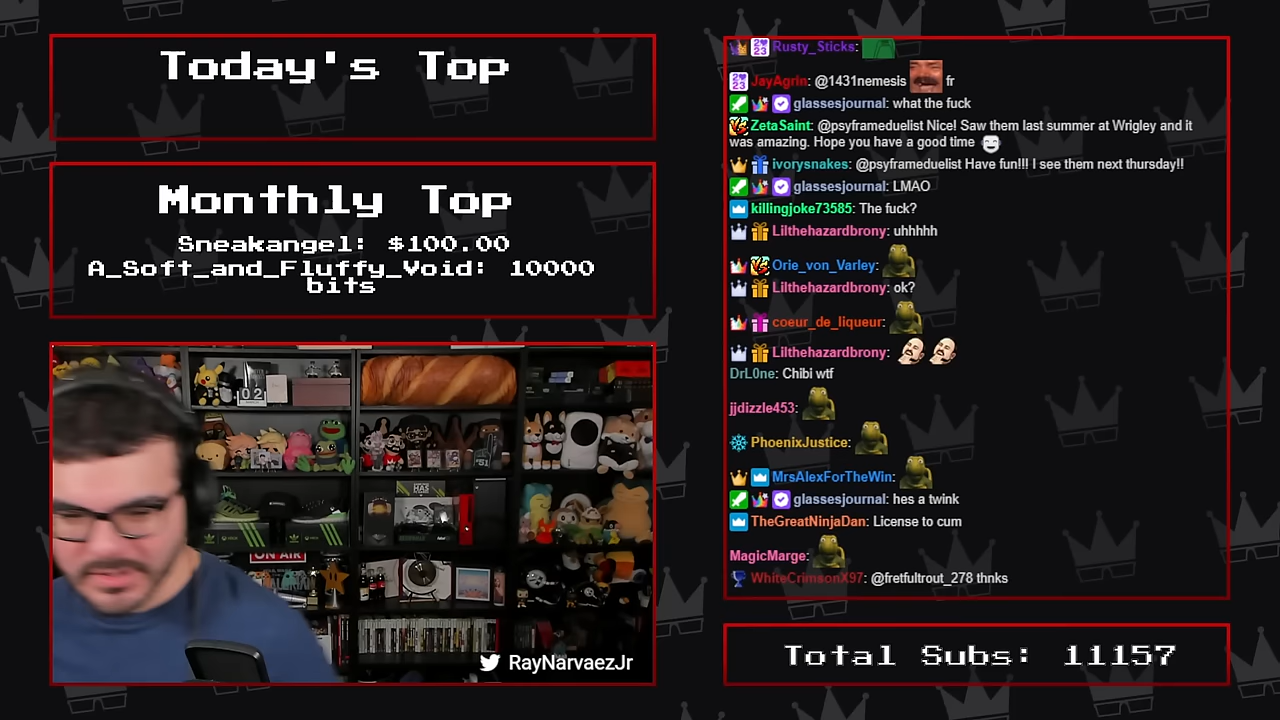 Today's Top
Monthly Top
Sneakangel: $100.00
A_Soft_and_Fluffy_Void: 10000
bits
ON AIR
RayNarvaezJr
Rusty_Sticks:
JayAgrin: @1431nemesis fr
glassesjournal: what the fuck
ZetaSaint: @psyframeduelist Nice! Saw them last summer at Wrigley and it
was amazing. Hope you have a good time
ivorysnakes: @psyframeduelist Have fun!!! I see them next thursday!!
glassesjournal: LMAO
killingjoke73585: The fuck?
Lilthehazardbrony: uhhhhh
Orie_von_Varley:
Lilthehazardbrony: ok?
coeur_de_liqueur:
Lilthehazardbrony:
DrL0ne: Chibi wtf
jjdizzle453:
PhoenixJustice:
MrsAlexForTheWin:
glassesjournal: hes a twink
TheGreatNinjaDan: License to cum
MagicMarge:
WhiteCrimsonX97: @fretfultrout_278 thnks
Total Subs: 11157